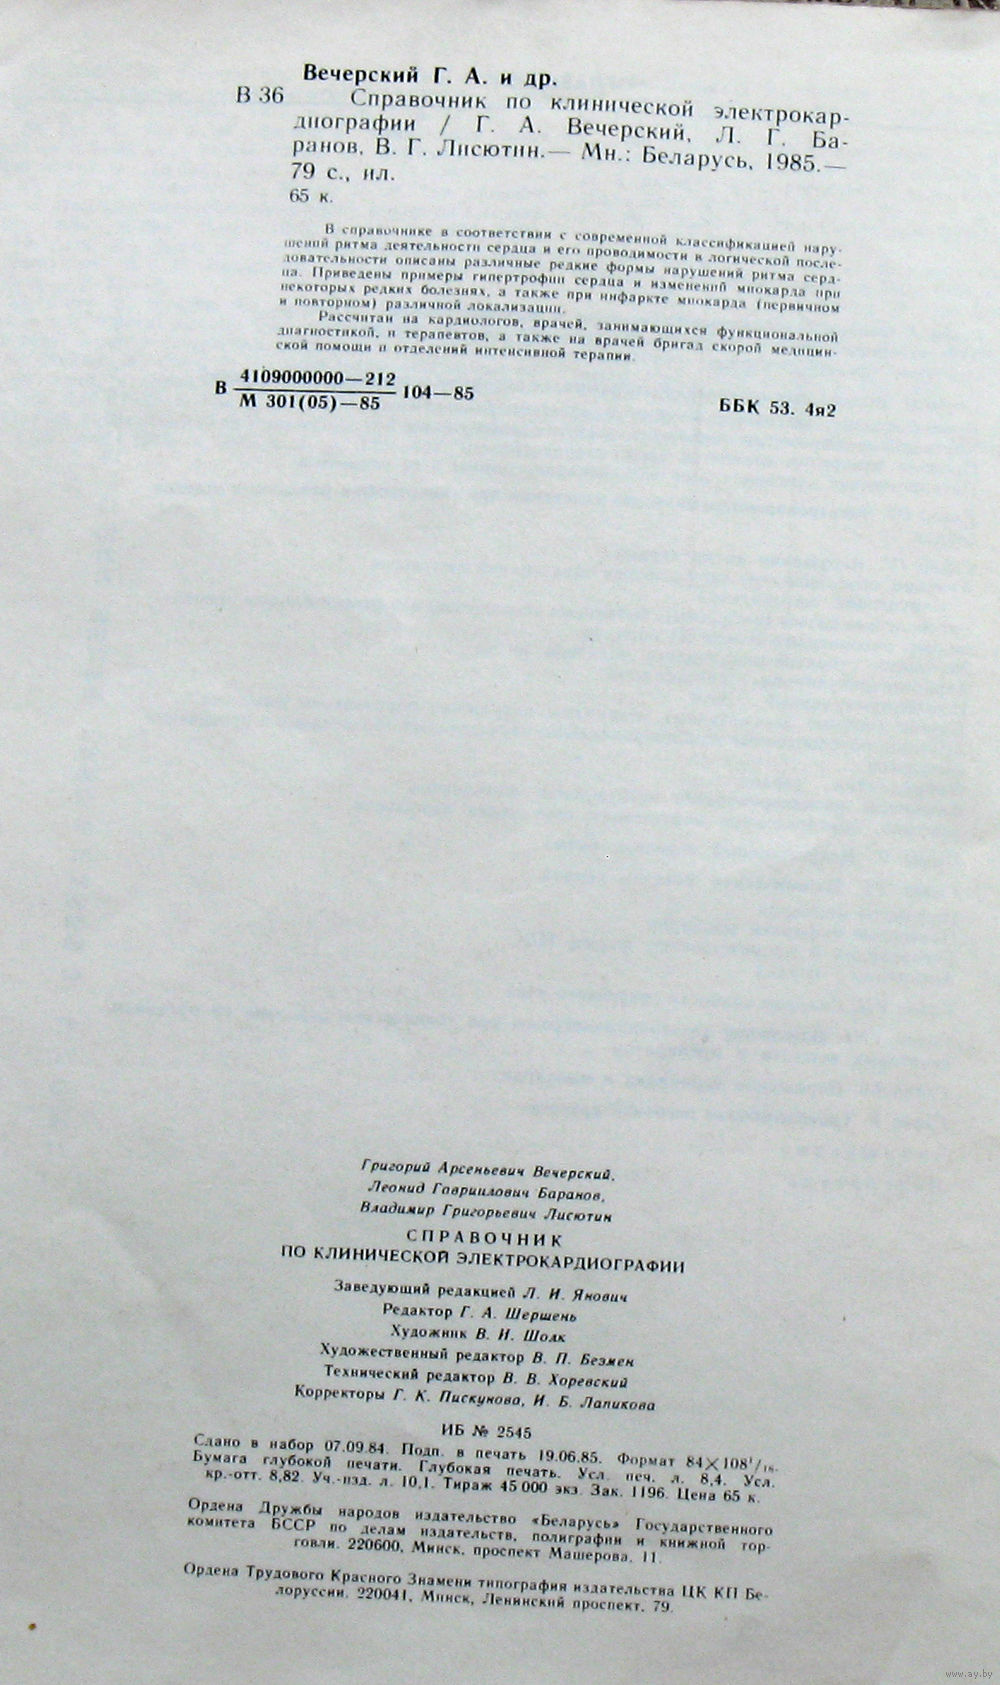 Вечерский Г. А. и др.
В 36 Справочник по клинической электрокар-
диографии / Г. А. Вечерский, Л. Г. Ба-
ранов, В. Г. Лисютин.— Мн.: Беларусь, 1985.—
79 с., ил.
65 к.
В справочнике в соответствии с современной классификацией нару-
шений ритма деятельности сердца и его проводимости в логической после-
довательности описаны различные редкие формы нарушений ритма серд-
ца. Приведены примеры гипертрофии сердца и изменений миокарда при
некоторых редких болезнях, а также при инфаркте миокарда (первичном
и повторном) различной локализации.
Рассчитан на кардиологов, врачей, занимающихся функциональной
диагностикой, и терапевтов, а также на врачей бригад скорой медицин-
ской помощи и отделений интенсивной терапии.
В 4109000000—212
М 301(05)—85 104—85
ББК 53. 4я2
Григорий Арсеньевич Вечерский,
Леонид Гавриилович Баранов,
Владимир Григорьевич Лисютин
СПРАВОЧНИК
ПО КЛИНИЧЕСКОЙ ЭЛЕКТРОКАРДИОГРАФИИ
Заведующий редакцией Л. И. Янович
Редактор Г. А. Шершень
Художник В. И. Шолк
Художественный редактор В. П. Безмен
Технический редактор В. В. Хоревский
Корректоры Г. К. Пискунова, И. Б. Лапикова
ИБ № 2545
Сдано в набор 07.09.84. Подп. в печать 19.06.85. Формат 84×108¹/₁₆.
Бумага глубокой печати. Глубокая печать. Усл. печ. л. 8,4. Усл.
кр.-отт. 8,82. Уч.-изд. л. 10,1. Тираж 45 000 экз. Зак. 1196. Цена 65 к.
Ордена Дружбы народов издательство «Беларусь» Государственного
комитета БССР по делам издательств, полиграфии и книжной тор-
говли. 220600, Минск, проспект Машерова, 11.
Ордена Трудового Красного Знамени типография издательства ЦК КП Бе-
лоруссии. 220041, Минск, Ленинский проспект, 79.
www.ay.by